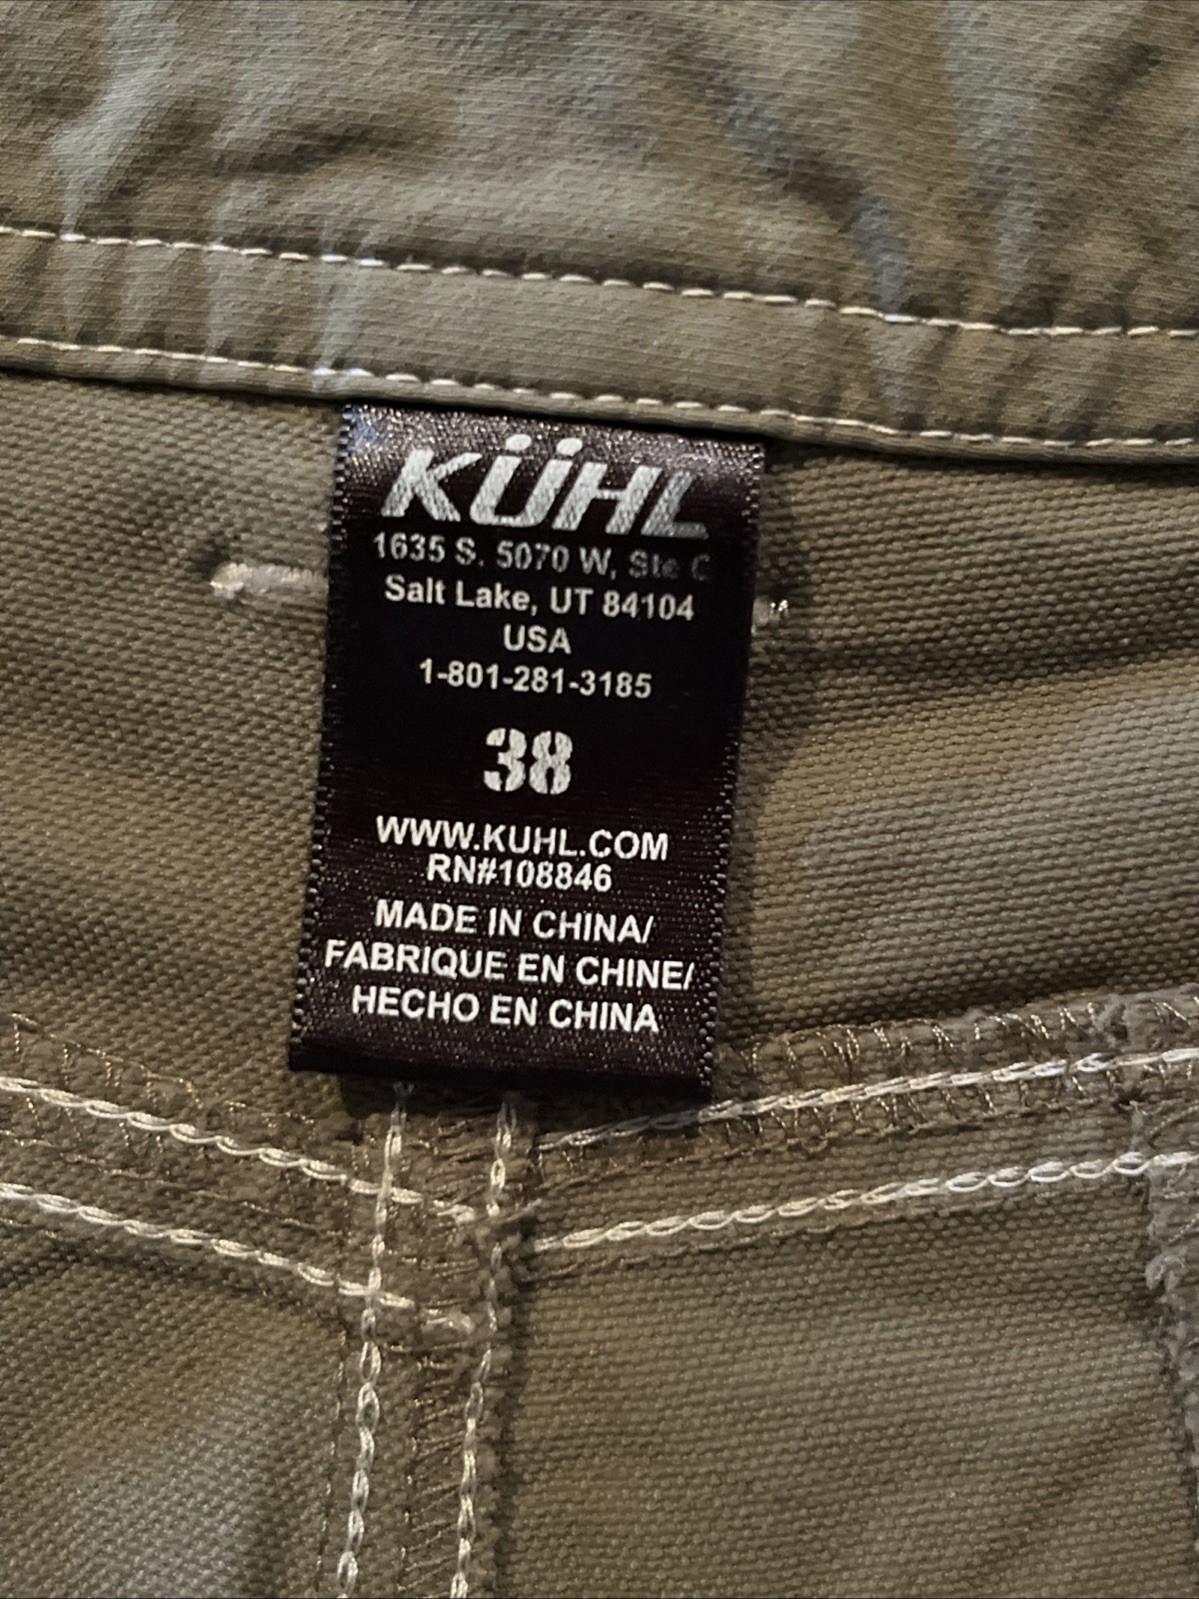 KÜHL
1635 S. 5070 W, Ste C
Salt Lake, UT 84104
USA
1-801-281-3185
38
WWW.KUHL.COM
RN#108846
MADE IN CHINA/
FABRIQUE EN CHINE/
HECHO EN CHINA